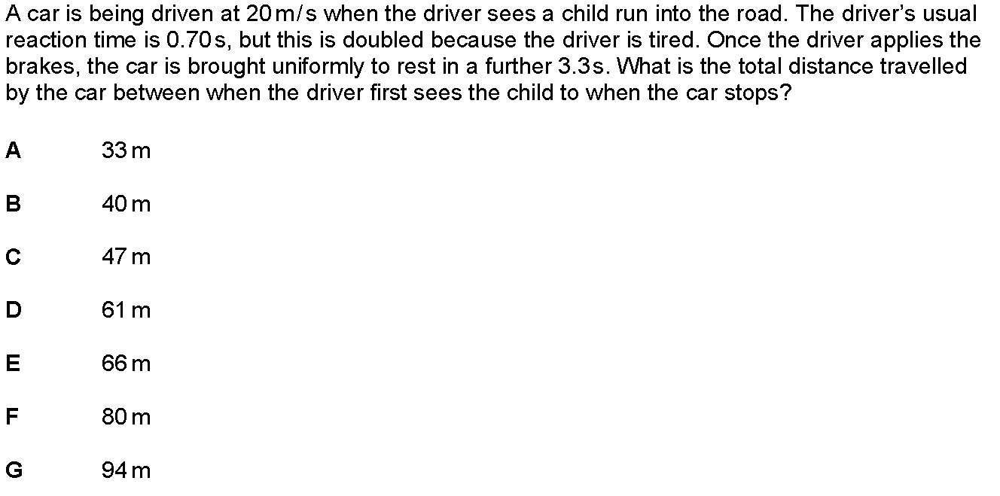 A car is being driven at 20 m/s when the driver sees a child run into the road. The driver's usual
reaction time is 0.70 s, but this is doubled because the driver is tired. Once the driver applies the
brakes, the car is brought uniformly to rest in a further 3.3 s. What is the total distance travelled
by the car between when the driver first sees the child to when the car stops?
A 33 m
B 40 m
C 47 m
D 61 m
E 66 m
F 80 m
G 94 m